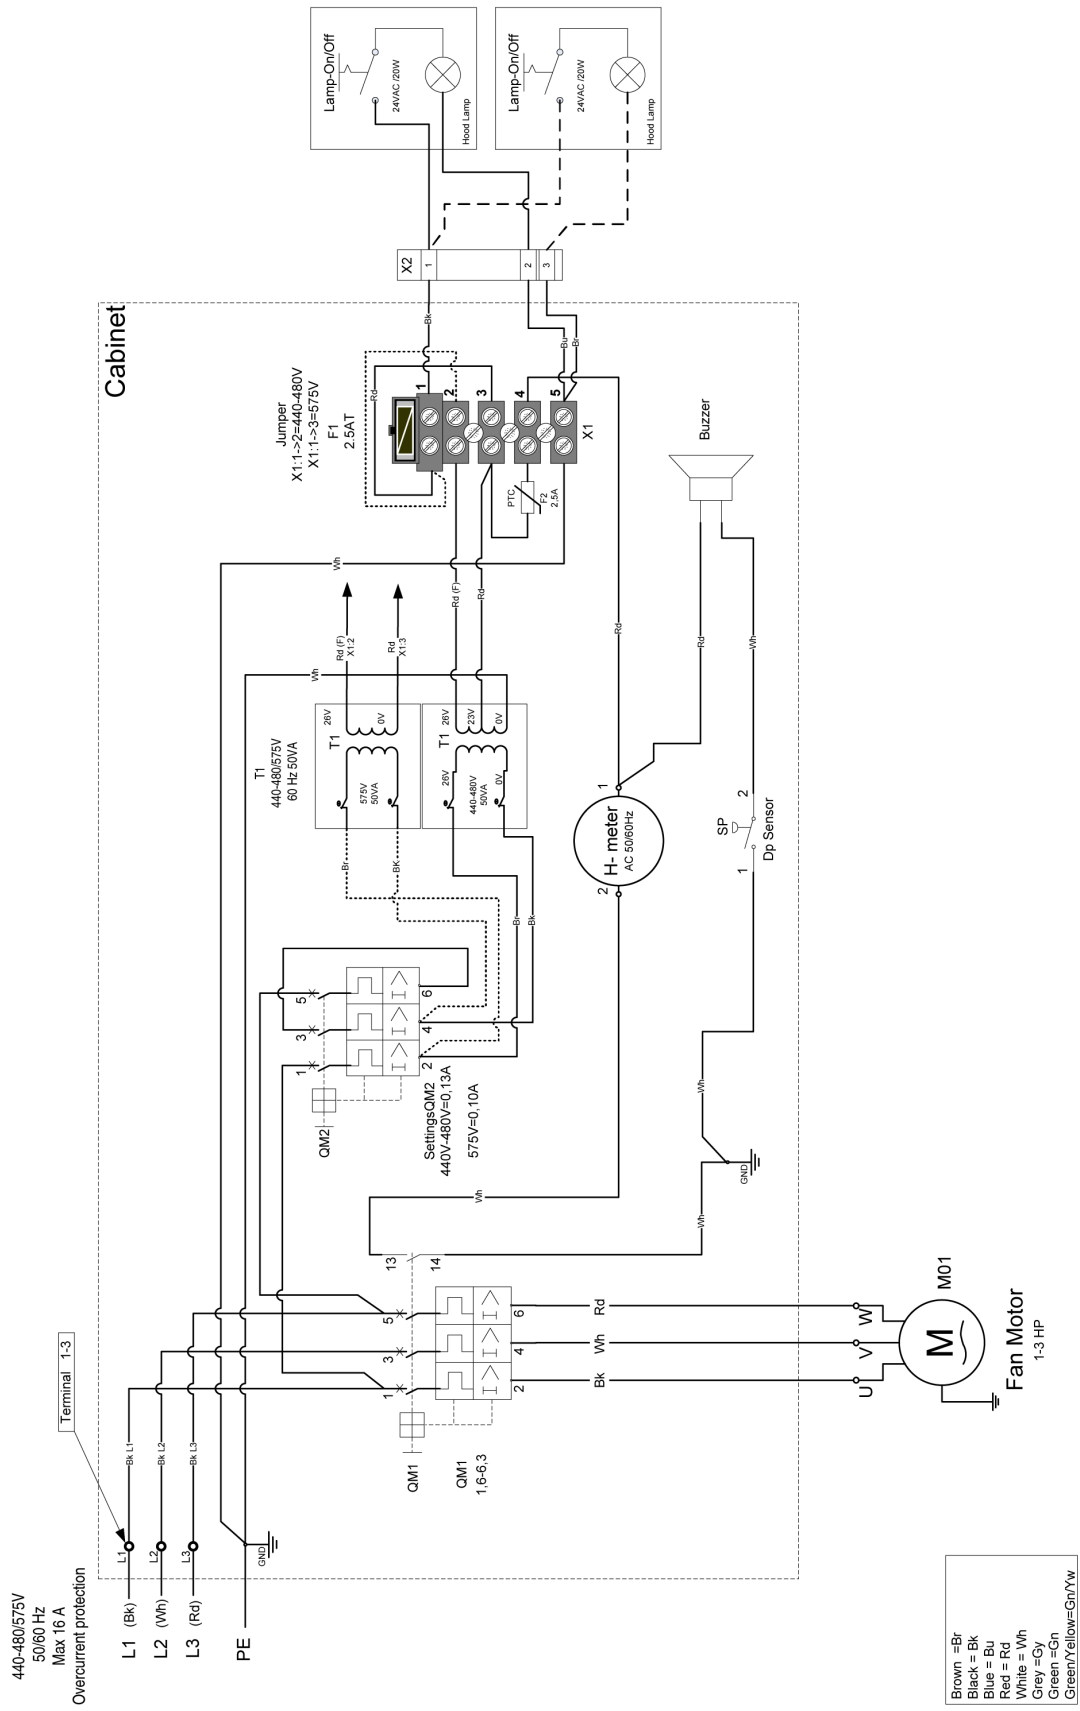 440-480/575V
50/60 Hz
Max 16 A
Overcurrent protection
L1 (Bk)
L2 (Wh)
L3 (Rd)
PE
L1
L2
L3
GND
Terminal 1-3
Bk L1
Bk L2
Bk L3
Cabinet
QM1
QM1
1,6-6,3
1
3
5
2
4
6
13
14
Bk
Wh
Rd
U
V
W
M
M01
Fan Motor
1-3 HP
QM2
1
3
5
2
4
6
I
I
I
I
I
I
SettingsQM2
440V-480V=0,13A
575V=0,10A
Wh
Wh
Wh
GND
Br
BK
Br
Bk
T1
440-480/575V
60 Hz 50VA
575V
50VA
T1
26V
0V
26V
440-480V
50VA
0V
T1
26V
23V
0V
Wh
Rd (F)
X1:2
Rd
X1:3
Wh
Rd (F)
Rd
2
H- meter
AC 50/60Hz
1
Rd
1
SP
2
Dp Sensor
Rd
Wh
Buzzer
Jumper
X1:1->2=440-480V
X1:1->3=575V
F1
2.5AT
Rd
1
2
3
4
5
X1
PTC
F2
2,5A
Bk
Bu
Br
X2
1
2
3
Lamp-On/Off
24VAC /20W
Hood Lamp
Lamp-On/Off
24VAC /20W
Hood Lamp
Brown =Br
Black = Bk
Blue = Bu
Red = Rd
White = Wh
Grey =Gy
Green =Gn
Green/Yellow=Gn/Yw